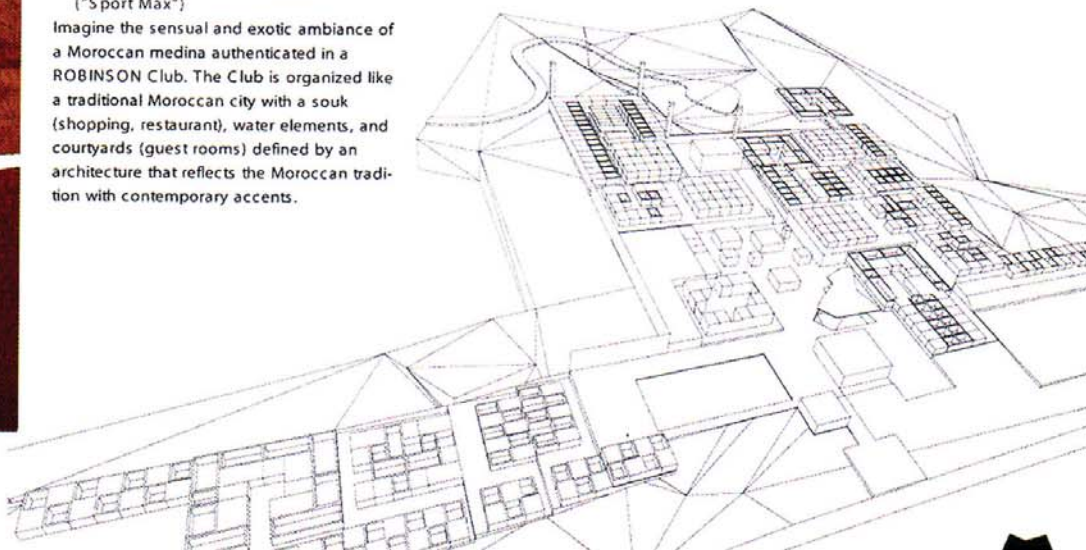 ("Sport Max")
Imagine the sensual and exotic ambiance of
a Moroccan medina authenticated in a
ROBINSON Club. The Club is organized like
a traditional Moroccan city with a souk
(shopping, restaurant), water elements, and
courtyards (guest rooms) defined by an
architecture that reflects the Moroccan tradi-
tion with contemporary accents.